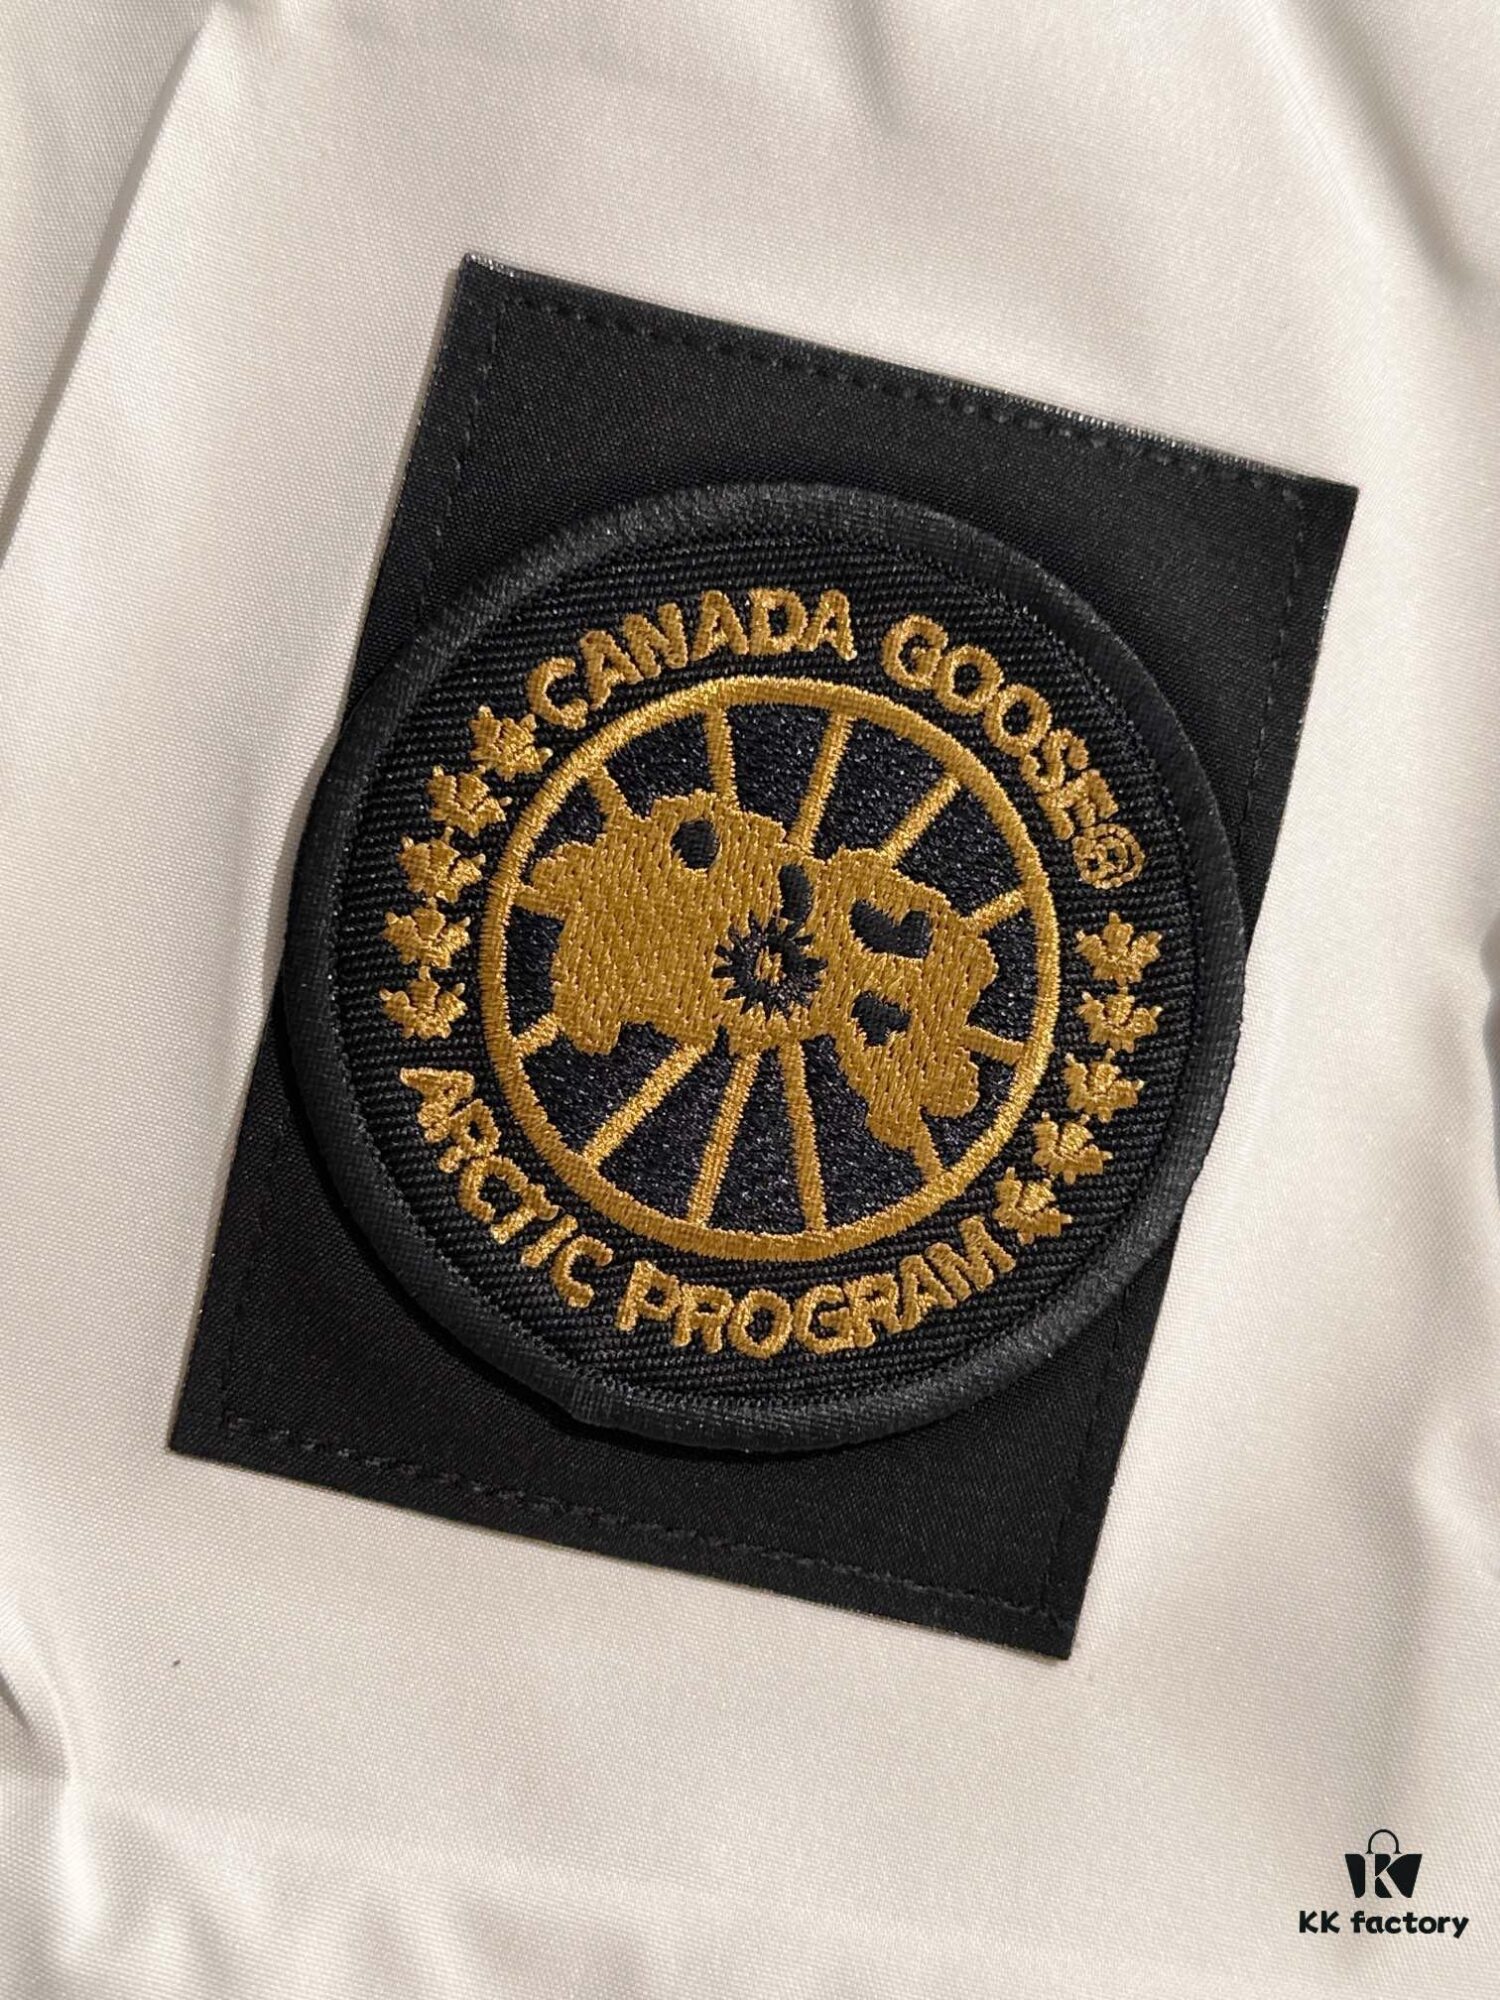 CANADA GOOSE®
ARCTIC PROGRAM
KK factory